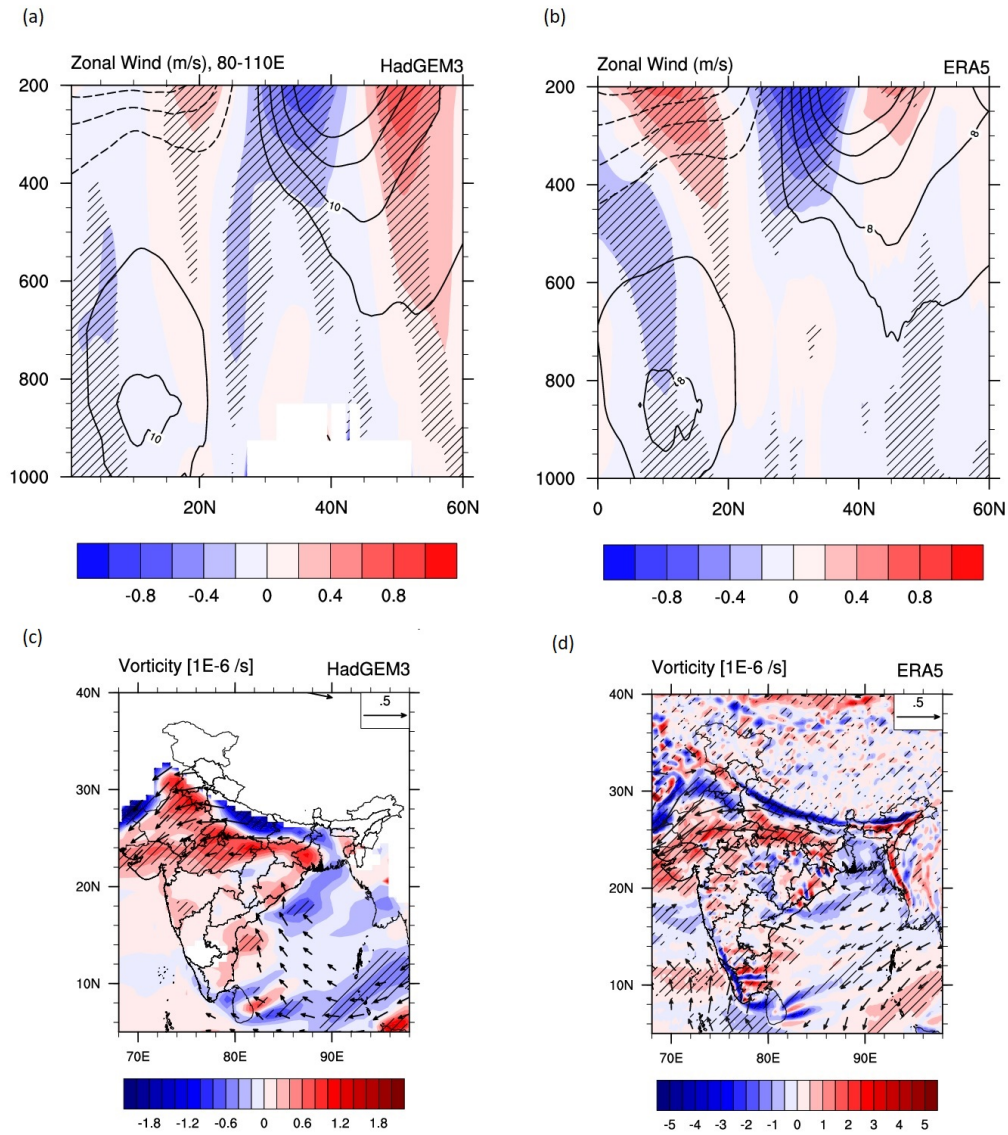 (a)
(b)
Zonal Wind (m/s), 80-110E HadGEM3
Zonal Wind (m/s) ERA5
200
400
600
800
1000
20N 40N 60N
10
10
200
400
600
800
1000
0 20N 40N 60N
8
8
8
-0.8 -0.4 0 0.4 0.8
-0.8 -0.4 0 0.4 0.8
(c)
(d)
Vorticity [1E-6 /s] HadGEM3
Vorticity [1E-6 /s] ERA5
40N
30N
20N
10N
70E 80E 90E
.5
40N
30N
20N
10N
70E 80E 90E
.5
-1.8 -1.2 -0.6 0 0.6 1.2 1.8
-5 -4 -3 -2 -1 0 1 2 3 4 5